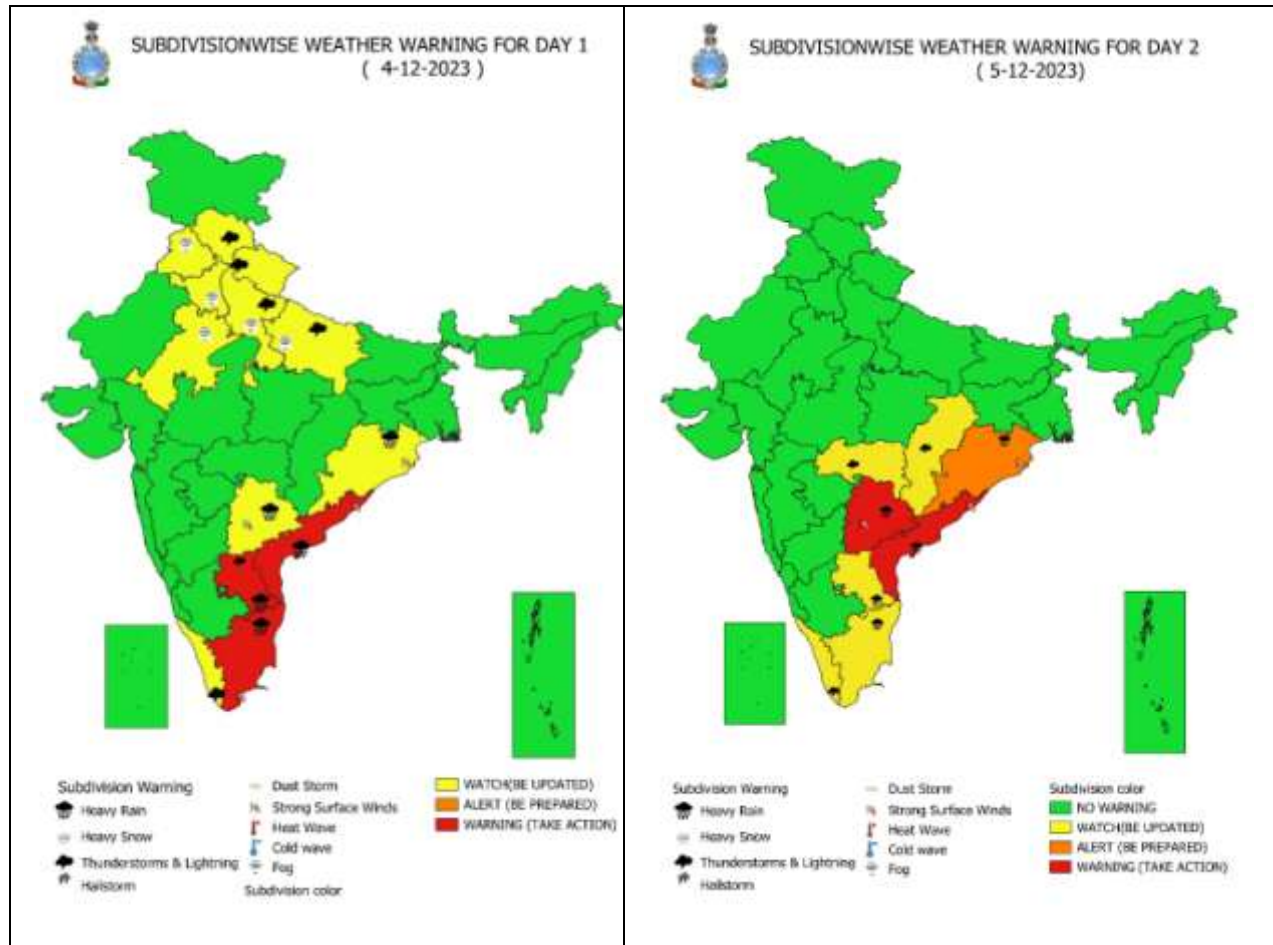 SUBDIVISIONWISE WEATHER WARNING FOR DAY 1
( 4-12-2023 )
Subdivision Warning
Heavy Rain
Heavy Snow
Thunderstorms & Lightning
Hailstorm
Dust Storm
Strong Surface Winds
Heat Wave
Cold wave
Fog
Subdivision color
WATCH(BE UPDATED)
ALERT (BE PREPARED)
WARNING (TAKE ACTION)
SUBDIVISIONWISE WEATHER WARNING FOR DAY 2
( 5-12-2023)
Subdivision Warning
Heavy Rain
Heavy Snow
Thunderstorms & Lightning
Hailstorm
Dust Storm
Strong Surface Winds
Heat Wave
Cold wave
Fog
Subdivision color
NO WARNING
WATCH(BE UPDATED)
ALERT (BE PREPARED)
WARNING (TAKE ACTION)